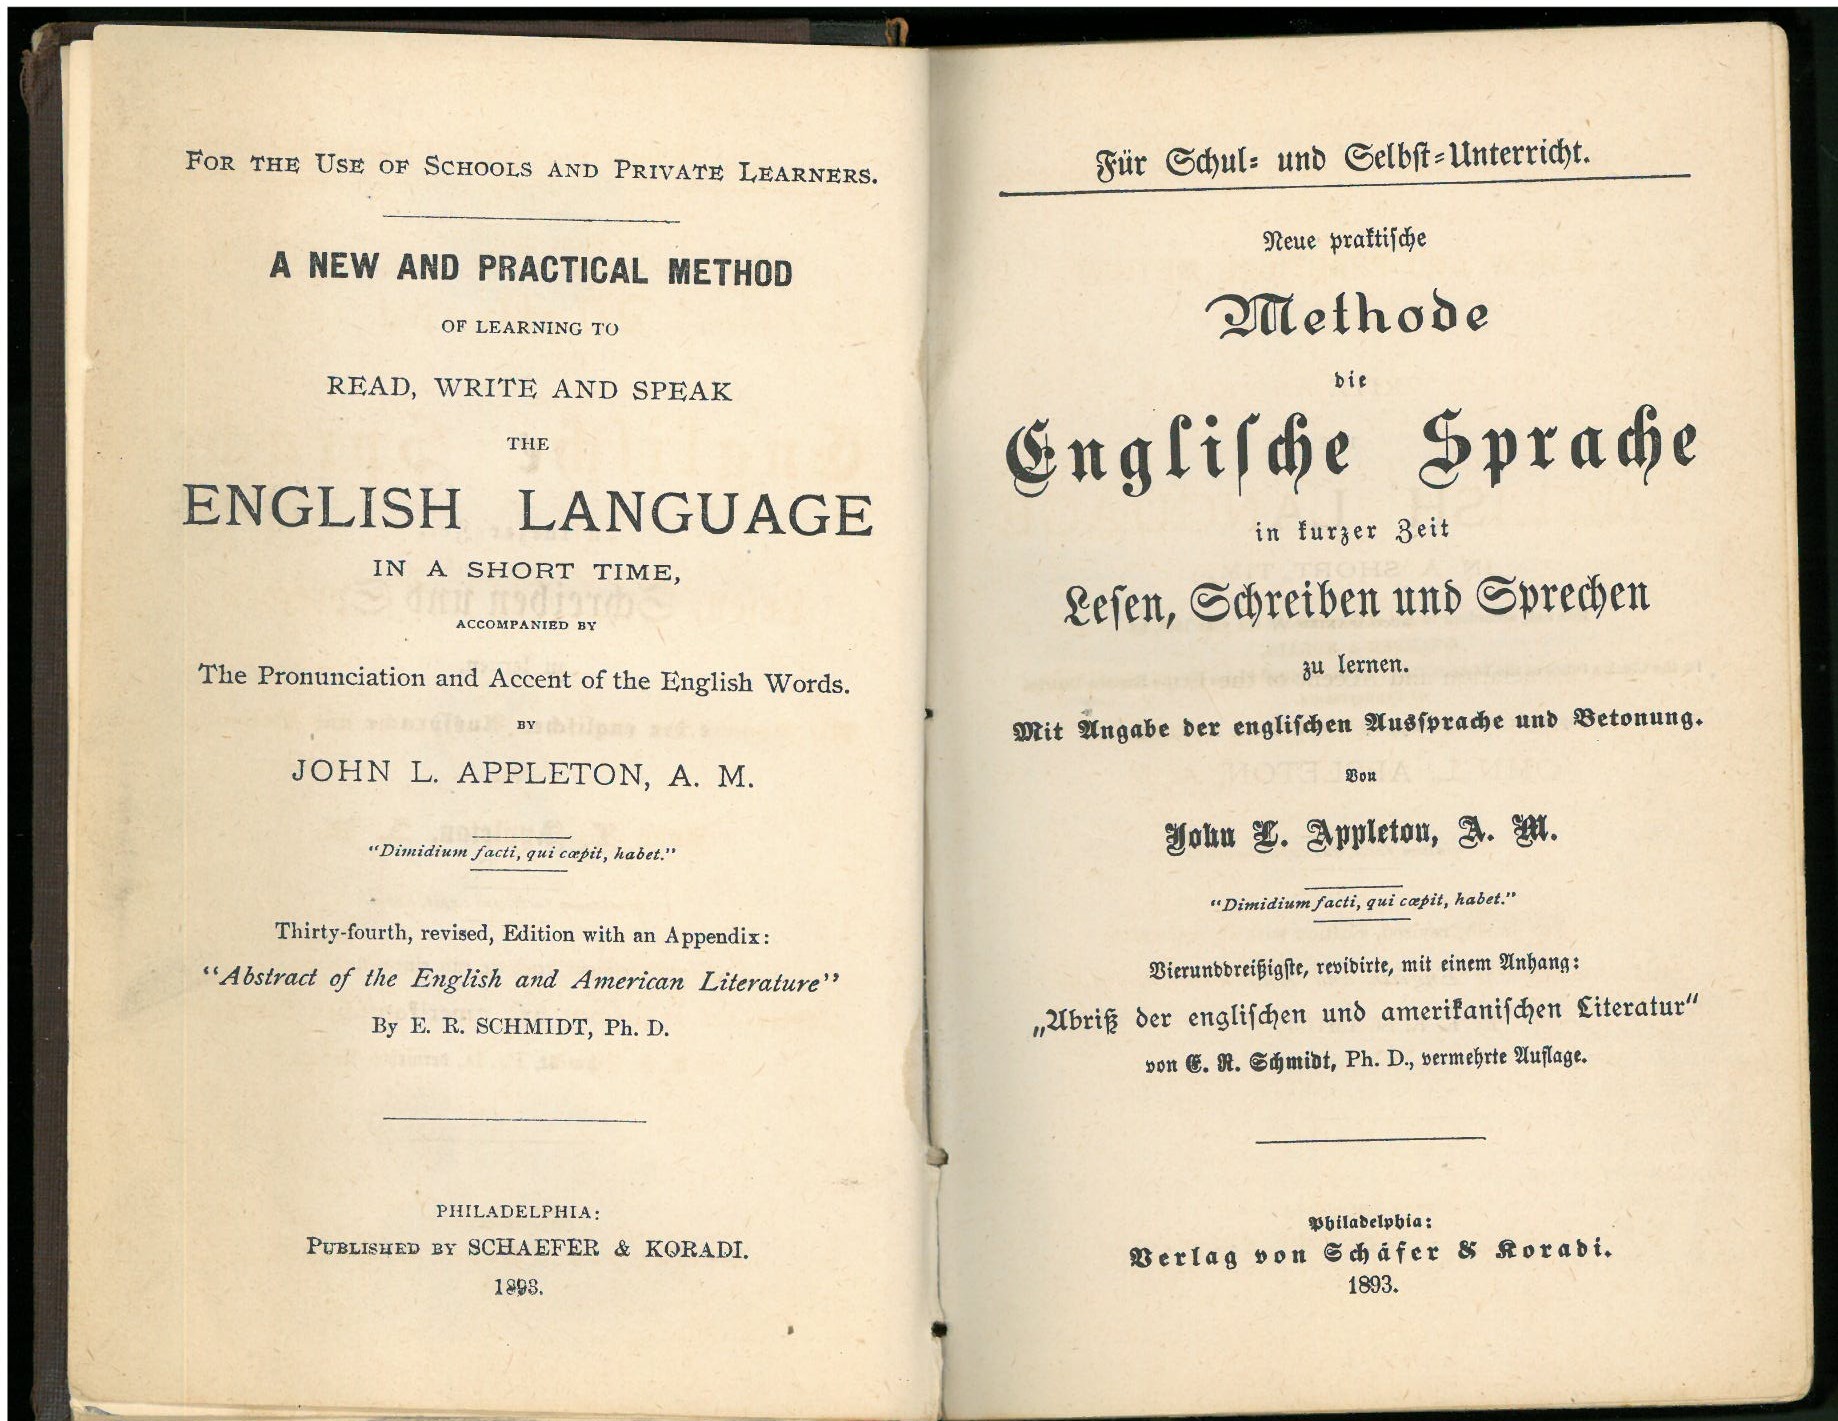 FOR THE USE OF SCHOOLS AND PRIVATE LEARNERS.
A NEW AND PRACTICAL METHOD
OF LEARNING TO
READ, WRITE AND SPEAK
THE
ENGLISH LANGUAGE
IN A SHORT TIME,
ACCOMPANIED BY
The Pronunciation and Accent of the English Words.
BY
JOHN L. APPLETON, A. M.
“Dimidium facti, qui cœpit, habet.”
Thirty-fourth, revised, Edition with an Appendix:
“Abstract of the English and American Literature”
By E. R. SCHMIDT, Ph. D.
PHILADELPHIA:
PUBLISHED BY SCHAEFER & KORADI.
1893.
Für Schul- und Selbst-Unterricht.
Neue praktische
Methode
die
Englische Sprache
in kurzer Zeit
Lesen, Schreiben und Sprechen
zu lernen.
Mit Angabe der englischen Aussprache und Betonung.
Von
John L. Appleton, A. M.
“Dimidium facti, qui cœpit, habet.”
Vierunddreißigste, revidirte, mit einem Anhang:
„Abriß der englischen und amerikanischen Literatur“
von E. R. Schmidt, Ph. D., vermehrte Auflage.
Philadelphia:
Verlag von Schäfer & Koradi.
1893.